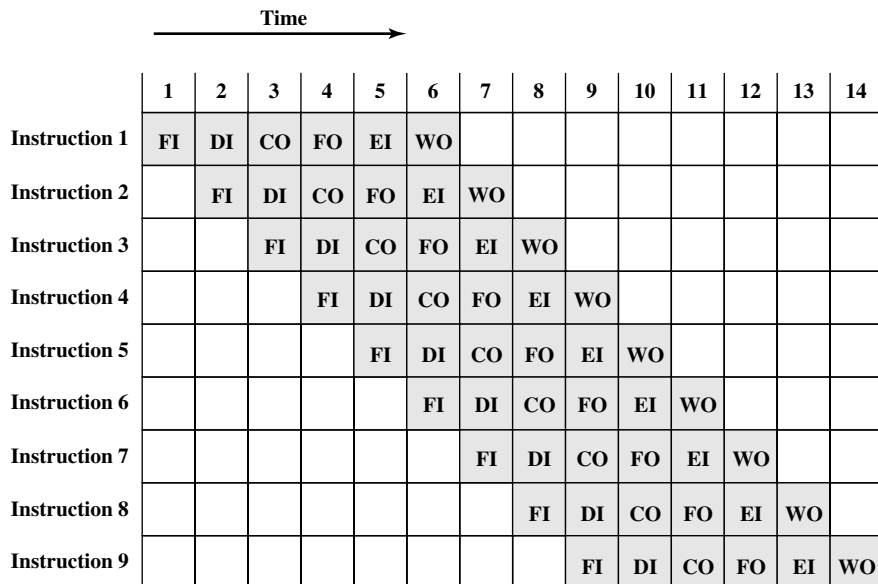 Time
1 2 3 4 5 6 7 8 9 10 11 12 13 14
Instruction 1 FI DI CO FO EI WO
Instruction 2 FI DI CO FO EI WO
Instruction 3 FI DI CO FO EI WO
Instruction 4 FI DI CO FO EI WO
Instruction 5 FI DI CO FO EI WO
Instruction 6 FI DI CO FO EI WO
Instruction 7 FI DI CO FO EI WO
Instruction 8 FI DI CO FO EI WO
Instruction 9 FI DI CO FO EI WO